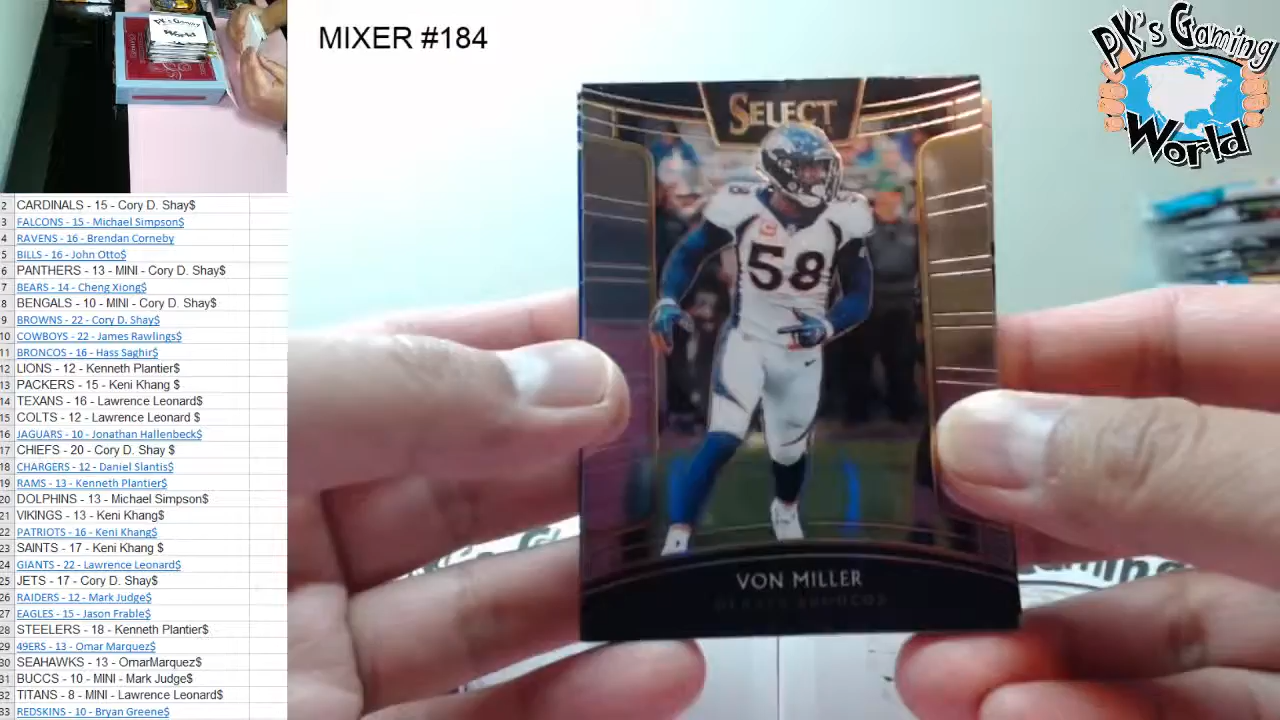 MIXER #184
PK's Gaming
World
PK's Gaming
World
2 CARDINALS - 15 - Cory D. Shay$
3 FALCONS - 15 - Michael Simpson$
4 RAVENS - 16 - Brendan Corneby
5 BILLS - 16 - John Otto$
6 PANTHERS - 13 - MINI - Cory D. Shay$
7 BEARS - 14 - Cheng Xiong$
8 BENGALS - 10 - MINI - Cory D. Shay$
9 BROWNS - 22 - Cory D. Shay$
10 COWBOYS - 22 - James Rawlings$
11 BRONCOS - 16 - Hass Saghir$
12 LIONS - 12 - Kenneth Plantier$
13 PACKERS - 15 - Keni Khang $
14 TEXANS - 16 - Lawrence Leonard$
15 COLTS - 12 - Lawrence Leonard $
16 JAGUARS - 10 - Jonathan Hallenbeck$
17 CHIEFS - 20 - Cory D. Shay $
18 CHARGERS - 12 - Daniel Slantis$
19 RAMS - 13 - Kenneth Plantier$
20 DOLPHINS - 13 - Michael Simpson$
21 VIKINGS - 13 - Keni Khang$
22 PATRIOTS - 16 - Keni Khang$
23 SAINTS - 17 - Keni Khang $
24 GIANTS - 22 - Lawrence Leonard$
25 JETS - 17 - Cory D. Shay$
26 RAIDERS - 12 - Mark Judge$
27 EAGLES - 15 - Jason Frable$
28 STEELERS - 18 - Kenneth Plantier$
29 49ERS - 13 - Omar Marquez$
30 SEAHAWKS - 13 - OmarMarquez$
31 BUCCS - 10 - MINI - Mark Judge$
32 TITANS - 8 - MINI - Lawrence Leonard$
33 REDSKINS - 10 - Bryan Greene$
SELECT
58
58
VON MILLER
DENVER BRONCOS